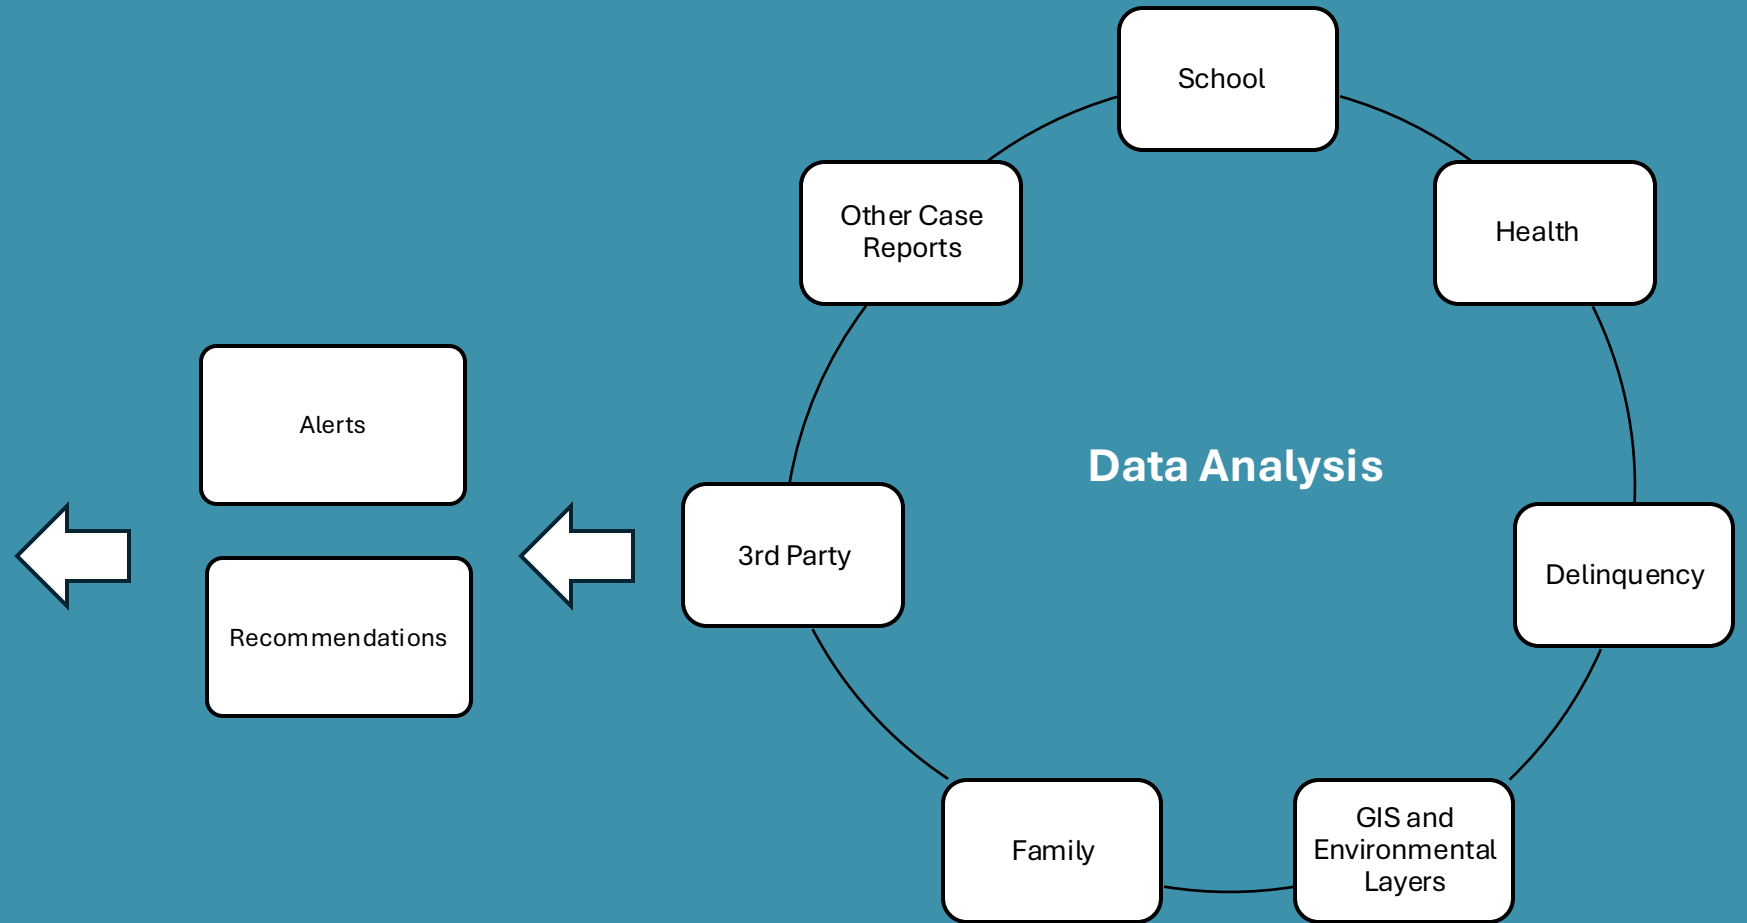 School
Other Case
Reports
Health
Alerts
Data Analysis
3rd Party
Delinquency
Recommendations
Family
GIS and
Environmental
Layers